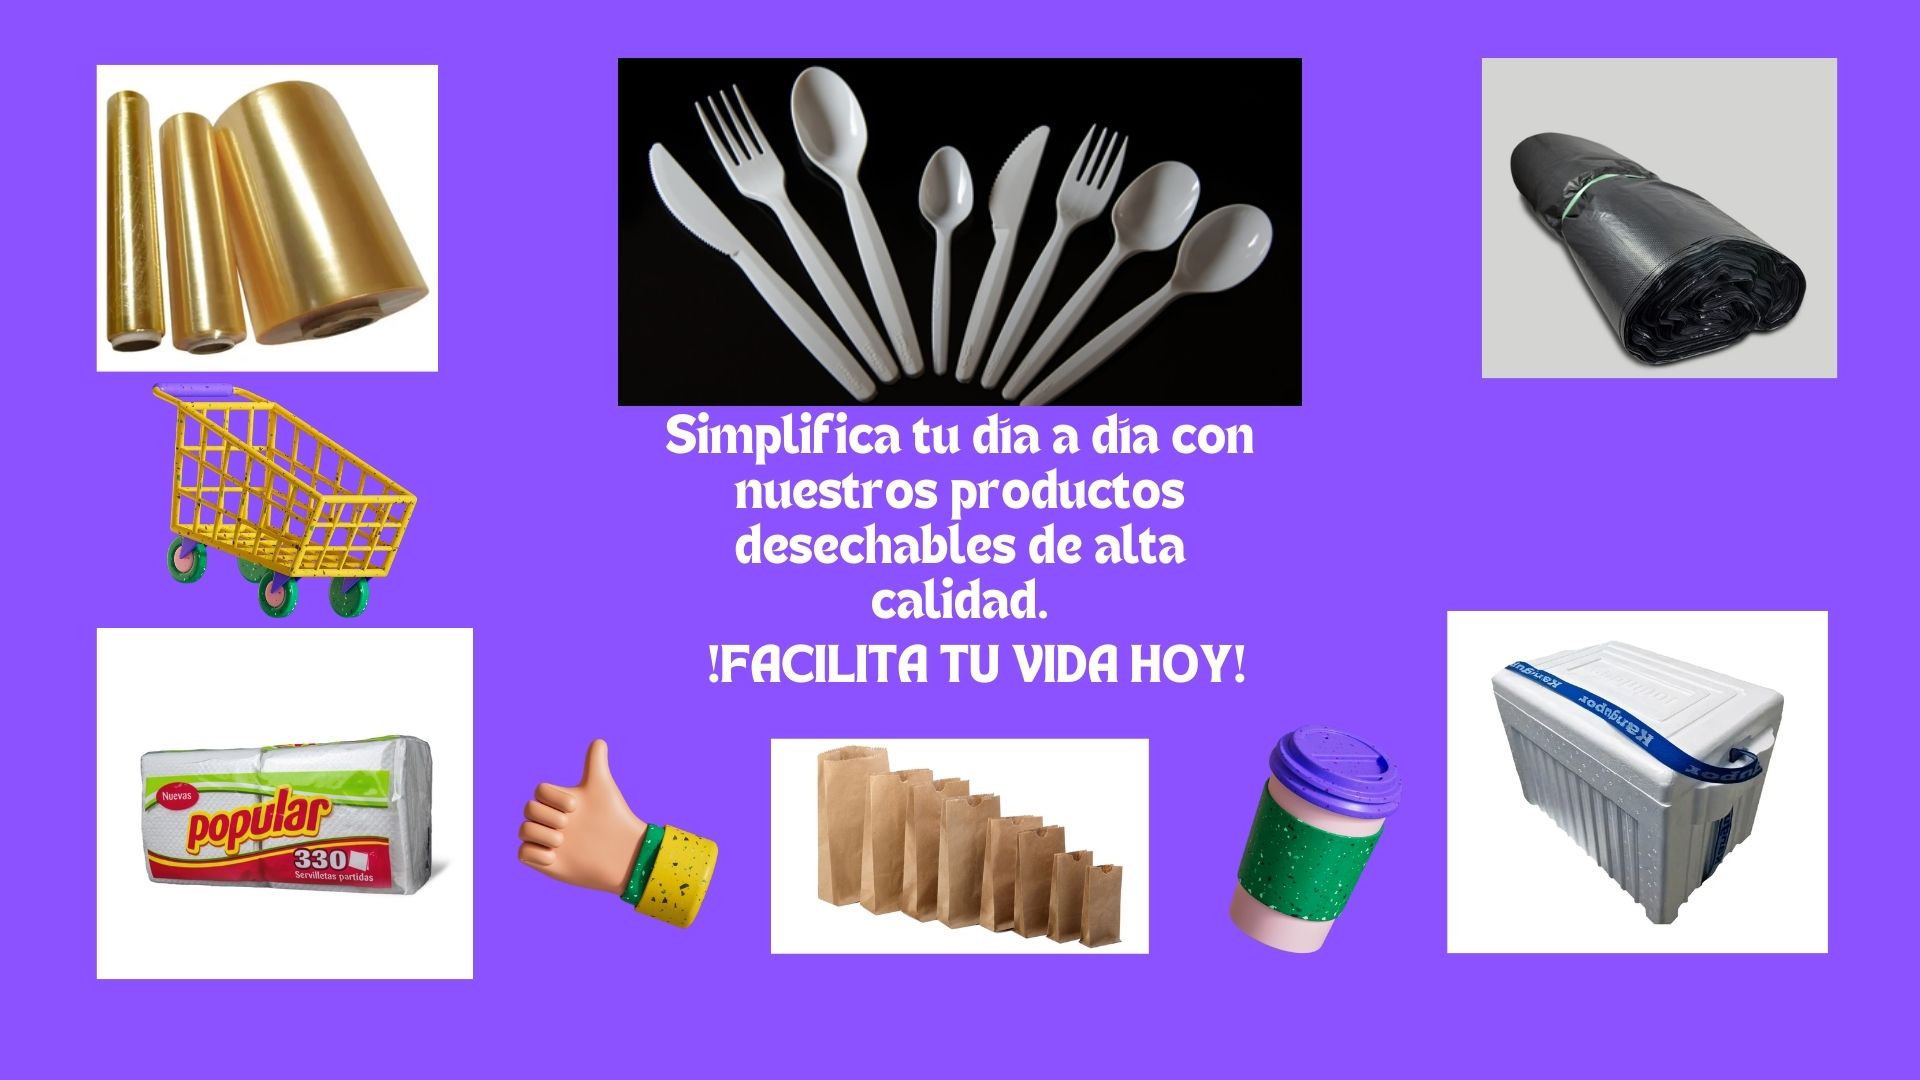 Simplifica tu día a día con
nuestros productos
desechables de alta
calidad.
!FACILITA TU VIDA HOY!
Nuevas
popular
330
Servilletas partidas
Kangupor